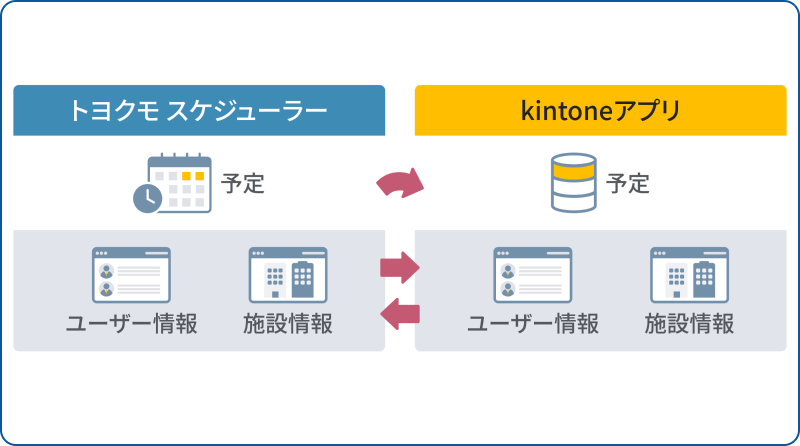 トヨクモ スケジューラー
kintoneアプリ
予定
予定
ユーザー情報
施設情報
ユーザー情報
施設情報